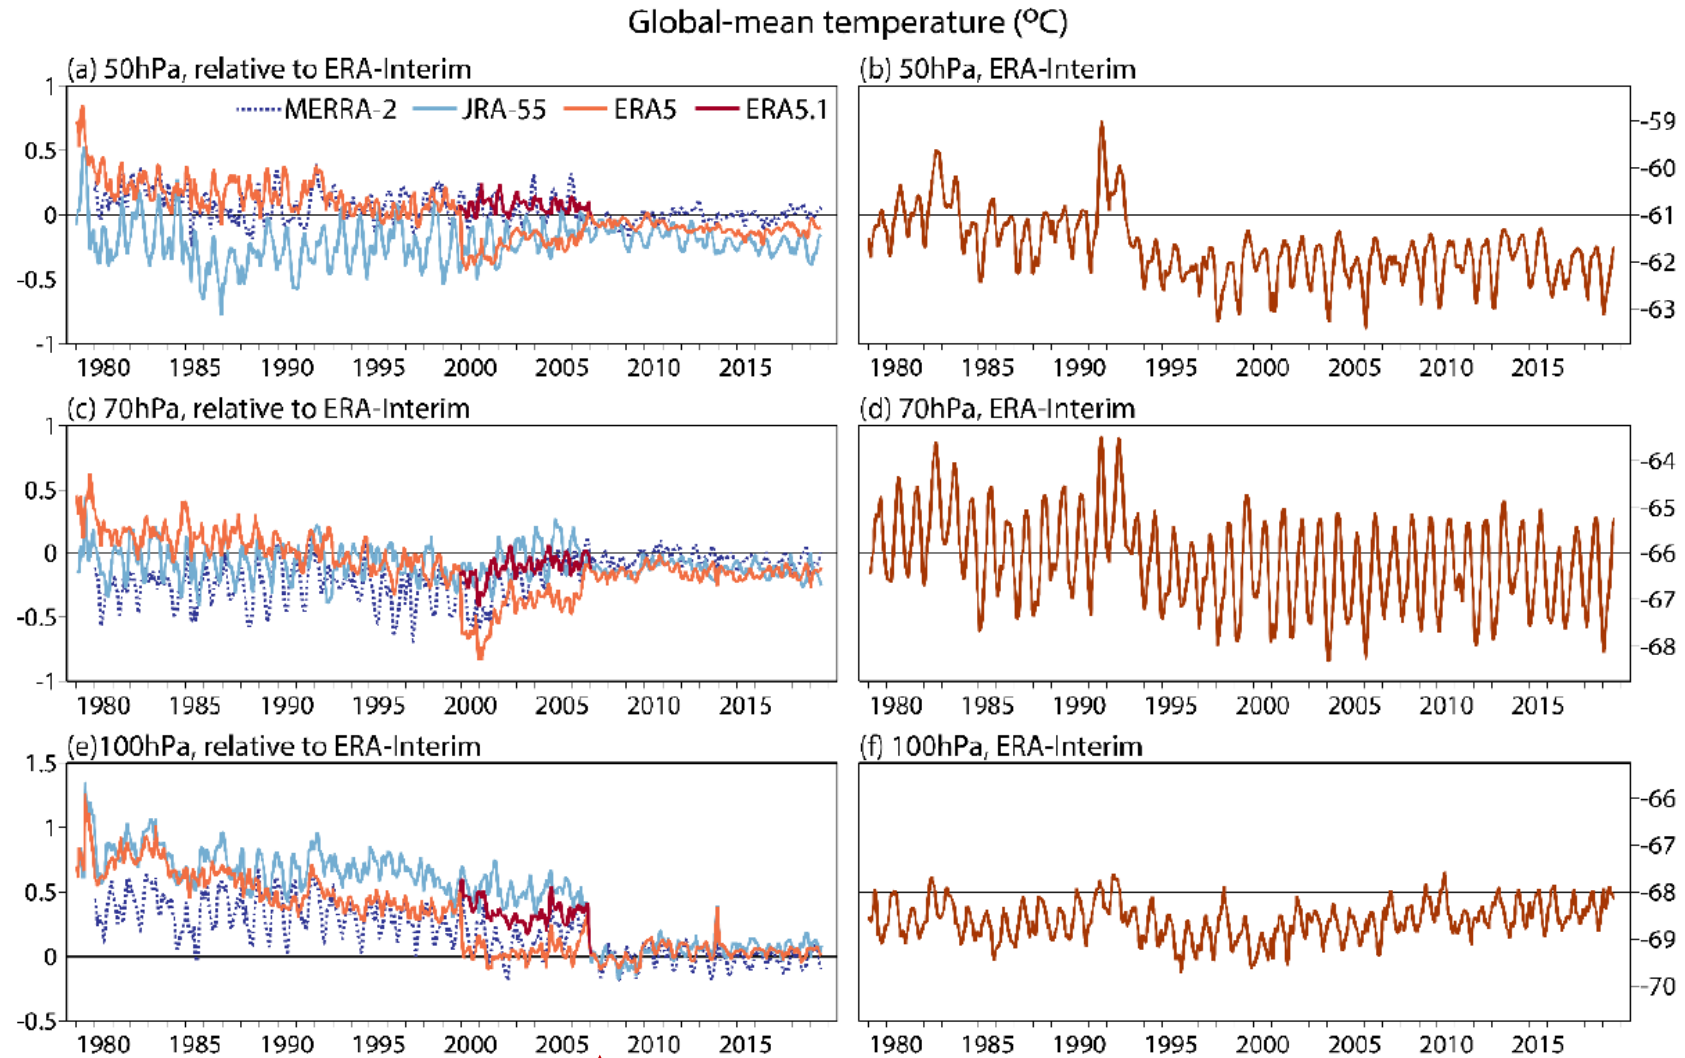 Global-mean temperature (ºC)
(a) 50hPa, relative to ERA-Interim
MERRA-2 JRA-55 ERA5 ERA5.1
1
0.5
0
-0.5
-1
1980 1985 1990 1995 2000 2005 2010 2015
(b) 50hPa, ERA-Interim
-59
-60
-61
-62
-63
1980 1985 1990 1995 2000 2005 2010 2015
(c) 70hPa, relative to ERA-Interim
1
0.5
0
-0.5
-1
1980 1985 1990 1995 2000 2005 2010 2015
(d) 70hPa, ERA-Interim
-64
-65
-66
-67
-68
1980 1985 1990 1995 2000 2005 2010 2015
(e)100hPa, relative to ERA-Interim
1.5
1
0.5
0
-0.5
1980 1985 1990 1995 2000 2005 2010 2015
(f) 100hPa, ERA-Interim
-66
-67
-68
-69
-70
1980 1985 1990 1995 2000 2005 2010 2015